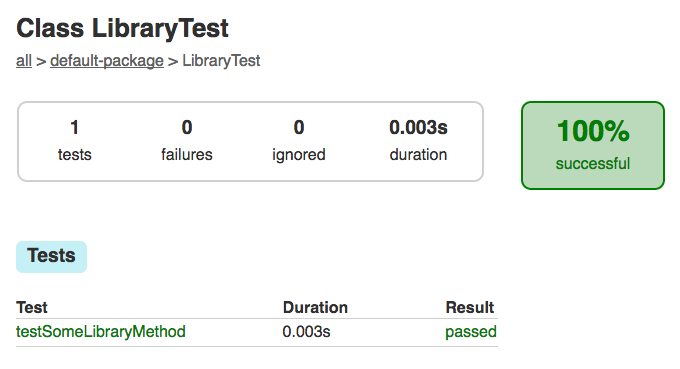 Class LibraryTest
all > default-package > LibraryTest
1 0 0 0.003s 100%
tests failures ignored duration successful
Tests
Test Duration Result
testSomeLibraryMethod 0.003s passed